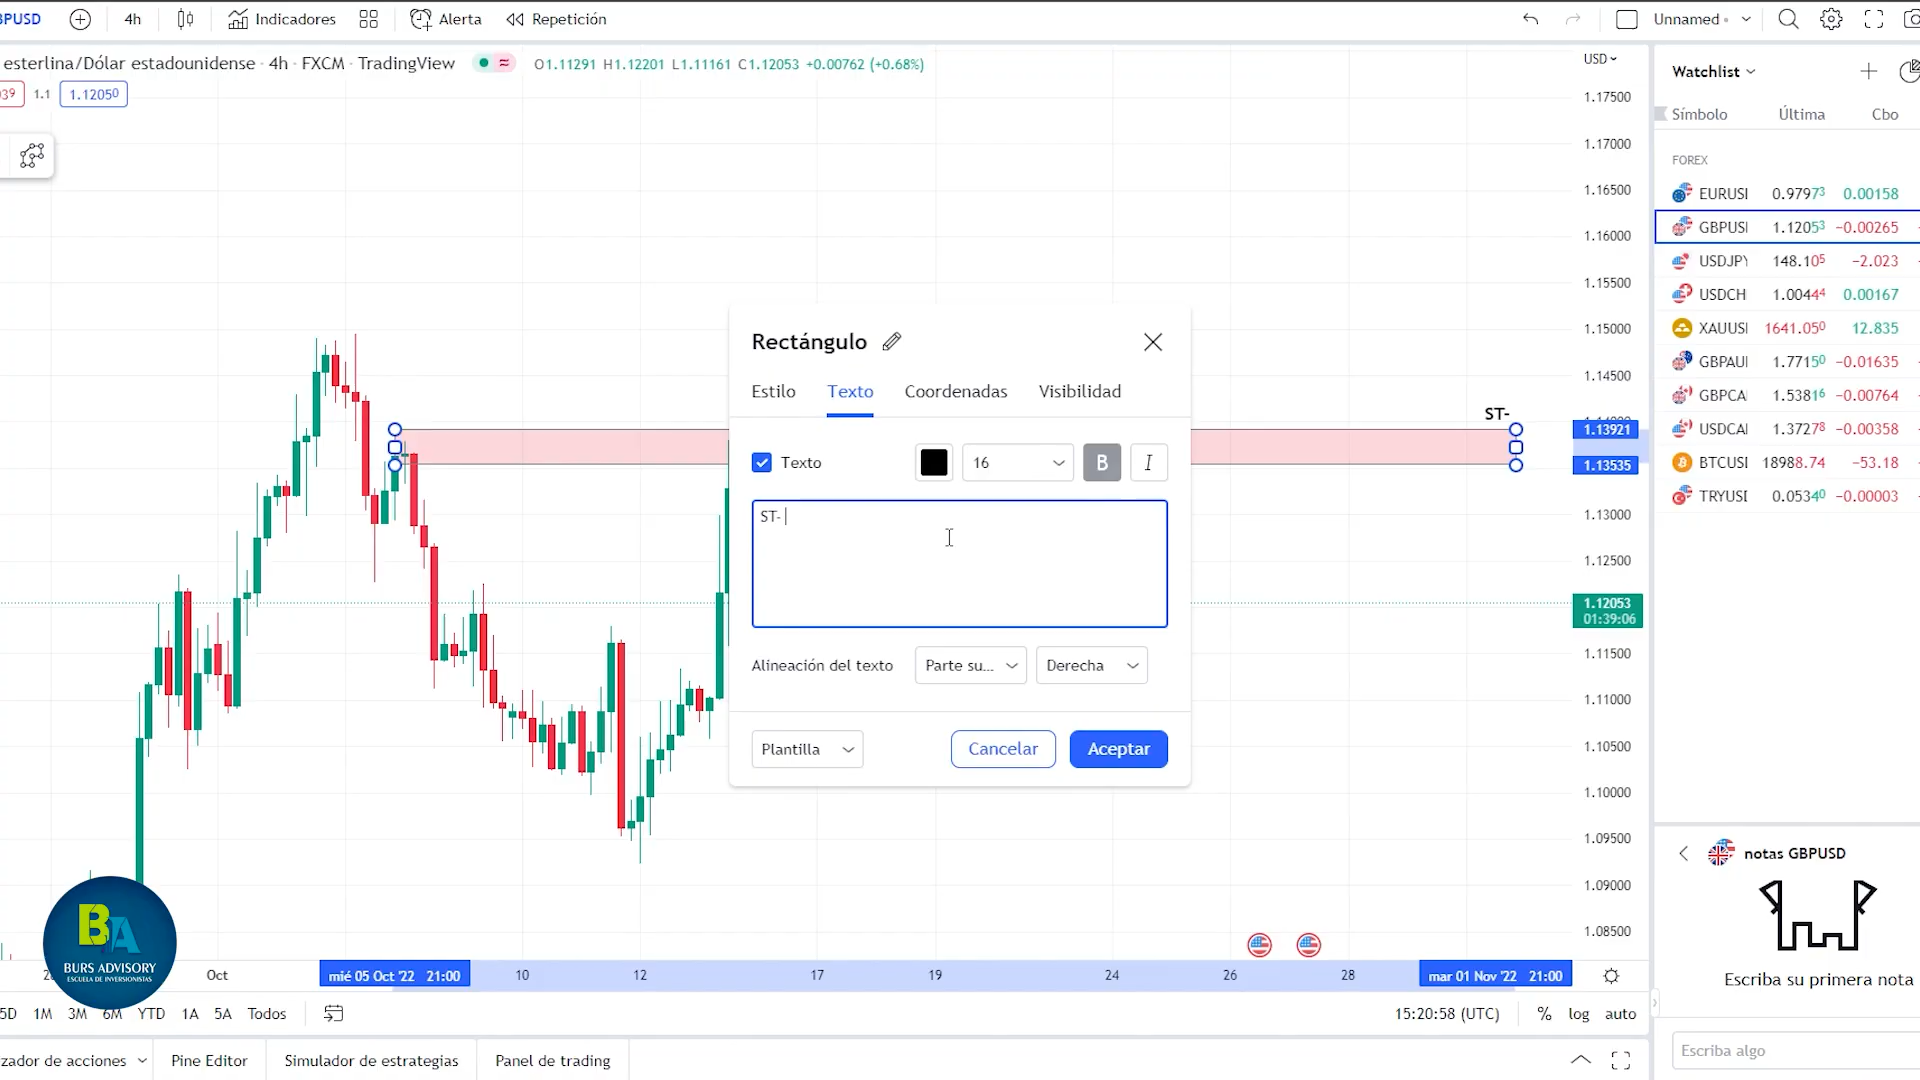 BPUSD
4h
Indicadores
Alerta
Repetición
Unnamed
esterlina/Dólar estadounidense · 4h · FXCM · TradingView
O1.11291 H1.12201 L1.11161 C1.12053 +0.00762 (+0.68%)
039
1.1
1.12050
USD
1.17500
1.17000
1.16500
1.16000
1.15500
1.15000
1.14500
1.13921
1.13535
1.13000
1.12500
1.12053
01:39:06
1.11500
1.11000
1.10500
1.10000
1.09500
1.09000
1.08500
ST-
Rectángulo
Estilo
Texto
Coordenadas
Visibilidad
Texto
16
B
I
ST-
Alineación del texto
Parte su...
Derecha
Plantilla
Cancelar
Aceptar
Watchlist
Símbolo Última Cbo
FOREX
EURUSI 0.97973 0.00158
GBPUSI 1.12053 −0.00265
USDJPY 148.105 −2.023
USDCH 1.00444 0.00167
XAUUSI 1641.050 12.835
GBPAUI 1.77150 −0.01635
GBPCA 1.53816 −0.00764
USDCAI 1.37278 −0.00358
BTCUSI 18988.74 −53.18
TRYUSI 0.05340 −0.00003
notas GBPUSD
Escriba su primera nota
Escriba algo
BA
BURS ADVISORY
ESCUELA DE INVERSIONISTAS
Oct
mié 05 Oct '22 21:00
10
12
17
19
24
26
28
mar 01 Nov '22 21:00
5D
1M
3M
6M
YTD
1A
5A
Todos
15:20:58 (UTC)
%
log
auto
zador de acciones
Pine Editor
Simulador de estrategias
Panel de trading